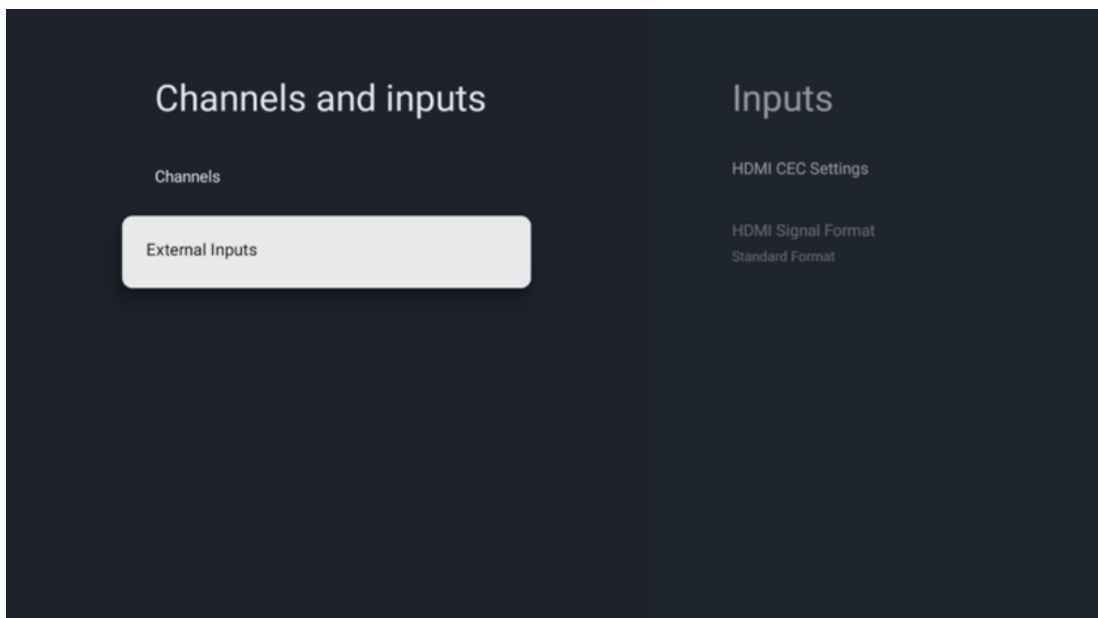 Channels and inputs
Channels
External Inputs
Inputs
HDMI CEC Settings
HDMI Signal Format
Standard Format